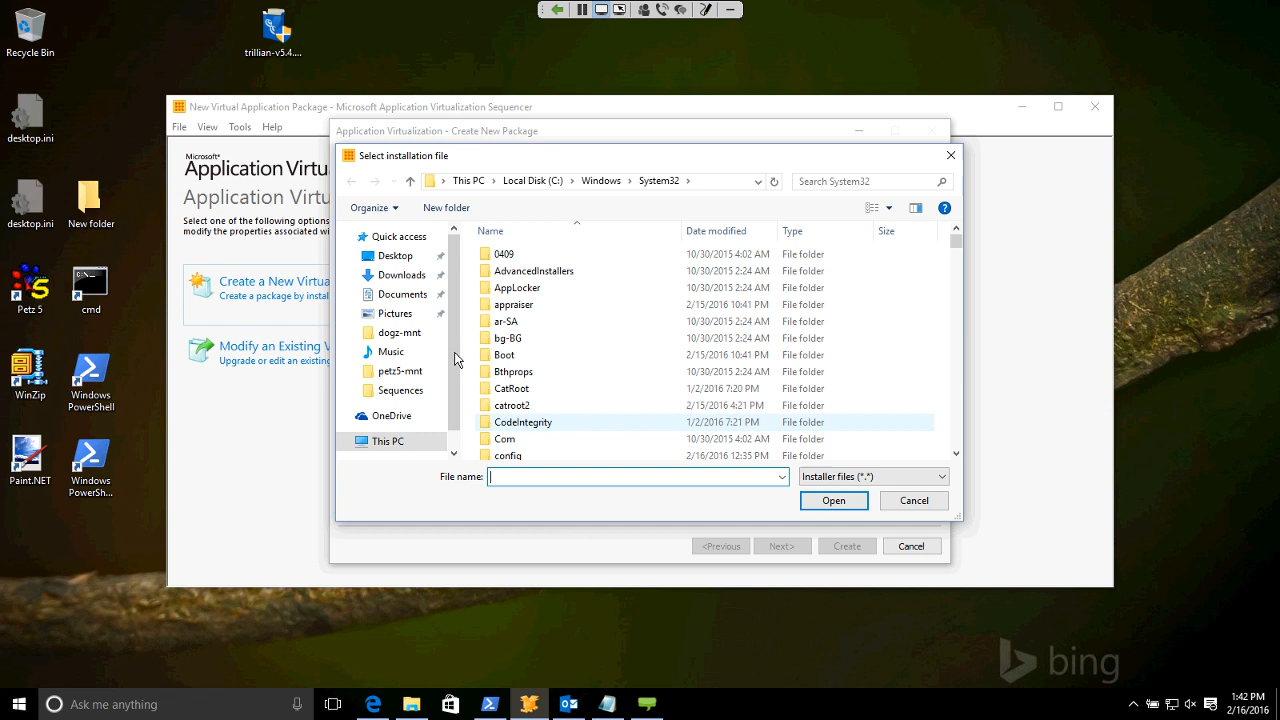 Recycle Bin
trillian-v5.4....
desktop.ini
desktop.ini
New folder
Petz 5
cmd
WinZip
Windows
PowerShell
Paint.NET
Windows
PowerSh...
New Virtual Application Package - Microsoft Application Virtualization Sequencer
File View Tools Help
Microsoft®
Application Virtu
Application Virtu
Select one of the following options
modify the properties associated wi
Create a New Virtua
Create a package by instal
Modify an Existing V
Upgrade or edit an existing
Application Virtualization - Create New Package
Select installation file
This PC > Local Disk (C:) > Windows > System32 >
Search System32
Organize New folder
Quick access
Desktop
Downloads
Documents
Pictures
dogz-mnt
Music
petz5-mnt
Sequences
OneDrive
This PC
Name Date modified Type Size
0409 10/30/2015 4:02 AM File folder
AdvancedInstallers 10/30/2015 2:24 AM File folder
AppLocker 10/30/2015 2:24 AM File folder
appraiser 2/15/2016 10:41 PM File folder
ar-SA 10/30/2015 2:24 AM File folder
bg-BG 10/30/2015 2:24 AM File folder
Boot 2/15/2016 10:41 PM File folder
Bthprops 10/30/2015 2:24 AM File folder
CatRoot 1/2/2016 7:20 PM File folder
catroot2 2/15/2016 4:21 PM File folder
CodeIntegrity 1/2/2016 7:21 PM File folder
Com 10/30/2015 4:02 AM File folder
config 2/16/2016 12:35 PM File folder
File name:
Installer files (*.*)
Open Cancel
<Previous Next> Create Cancel
bing
Ask me anything
1:42 PM
2/16/2016